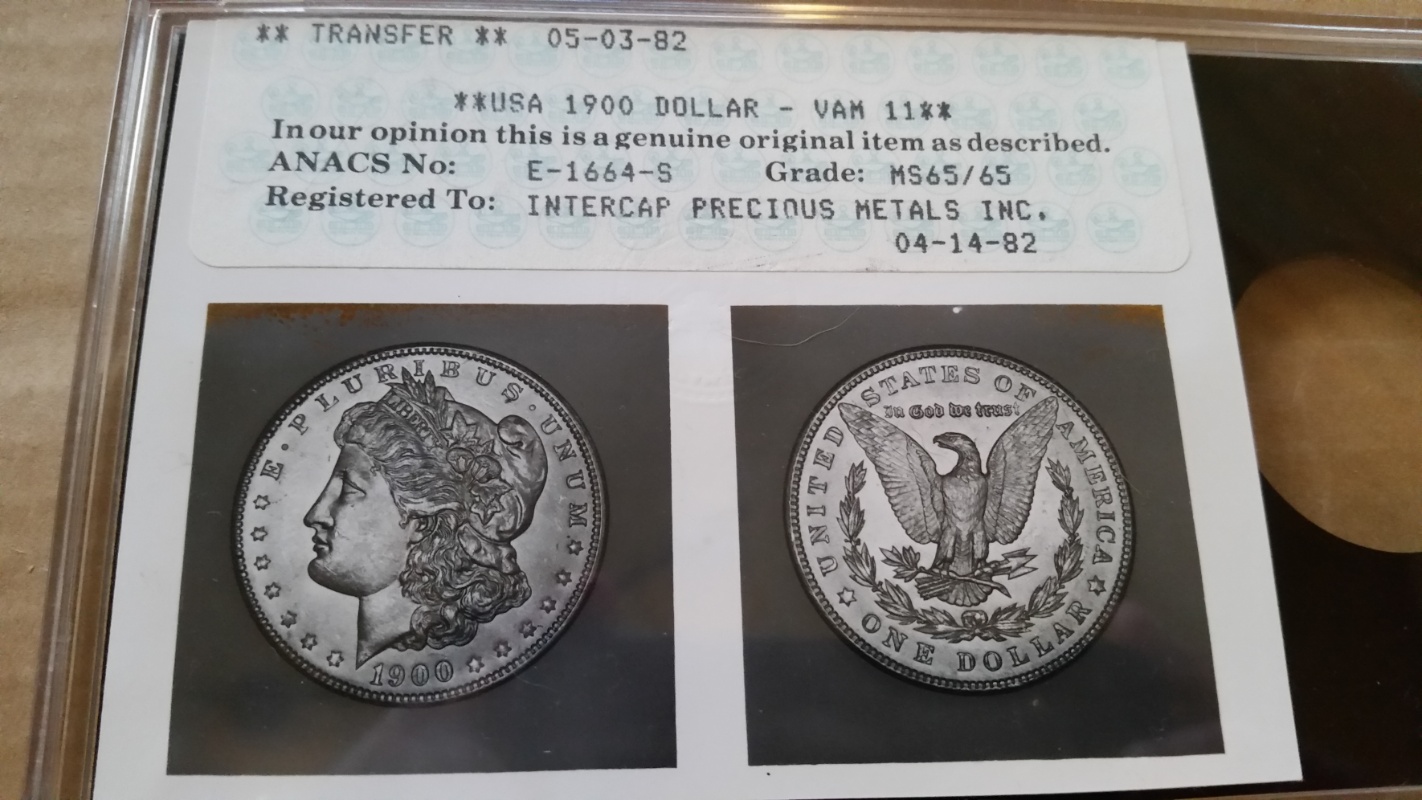 ** TRANSFER ** 05-03-82
**USA 1900 DOLLAR - VAM 11**
In our opinion this is a genuine original item as described.
ANACS No: E-1664-S Grade: MS65/65
Registered To: INTERCAP PRECIOUS METALS INC.
04-14-82
E·PLURIBUS·UNUM
LIBERTY
1900
UNITED STATES OF AMERICA
In God we trust
ONE DOLLAR